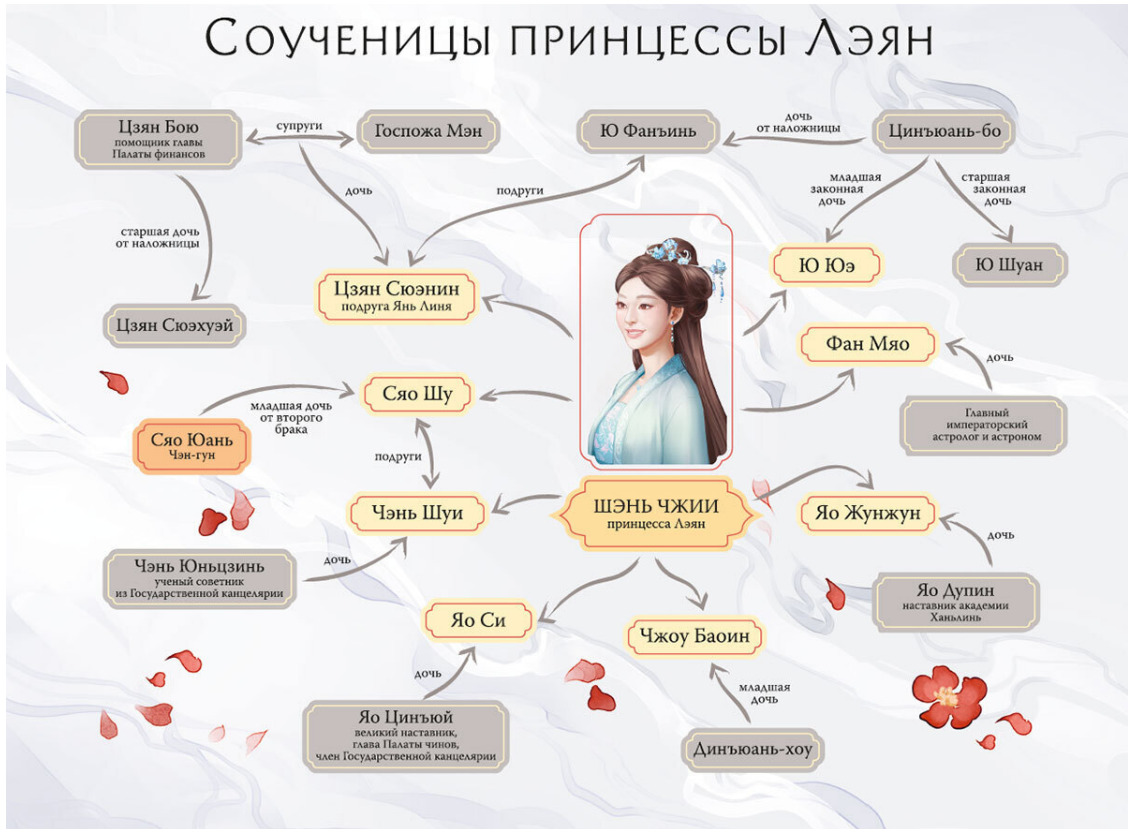 Соученицы принцессы Лэян
Цзян Бою
помощник главы
Палаты финансов
супруги
Госпожа Мэн
Ю Фанъинь
дочь
от наложницы
Цинъюань-бо
дочь
подруги
младшая
законная
дочь
старшая
законная
дочь
старшая дочь
от наложницы
Цзян Сюэнин
подруга Янь Линя
Ю Юэ
Ю Шуан
Цзян Сюэхуэй
Фан Мяо
дочь
Сяо Шу
младшая дочь
от второго
брака
Сяо Юань
Чэн-гун
Главный
императорский
астролог и астроном
подруги
Чэнь Шуи
ШЭНЬ ЧЖИИ
принцесса Лэян
Яо Жунжун
дочь
дочь
Чэнь Юньцзинь
ученый советник
из Государственной канцелярии
Яо Дупин
наставник академии
Ханьлинь
Яо Си
Чжоу Баоин
дочь
младшая
дочь
Яо Цинъюй
великий наставник,
глава Палаты чинов,
член Государственной канцелярии
Динъюань-хоу